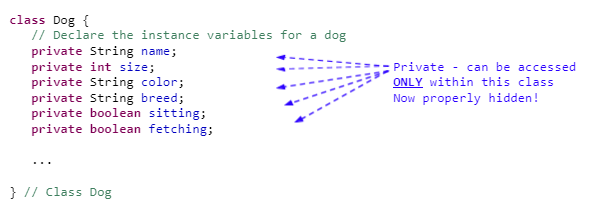 class Dog {
// Declare the instance variables for a dog
private String name;
private int size;
private String color;
private String breed;
private boolean sitting;
private boolean fetching;
...
} // Class Dog
Private - can be accessed
ONLY within this class
Now properly hidden!